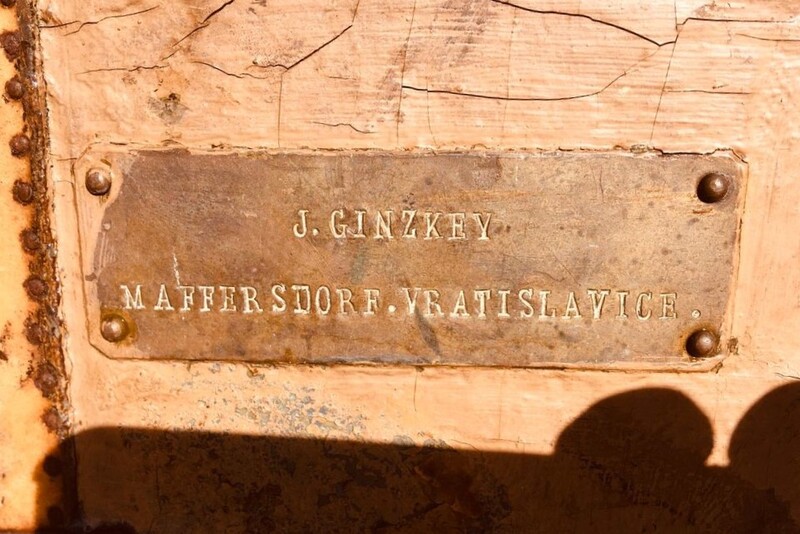 J. GINZKEY
MAFFERSDORF. VRATISLAVICE.